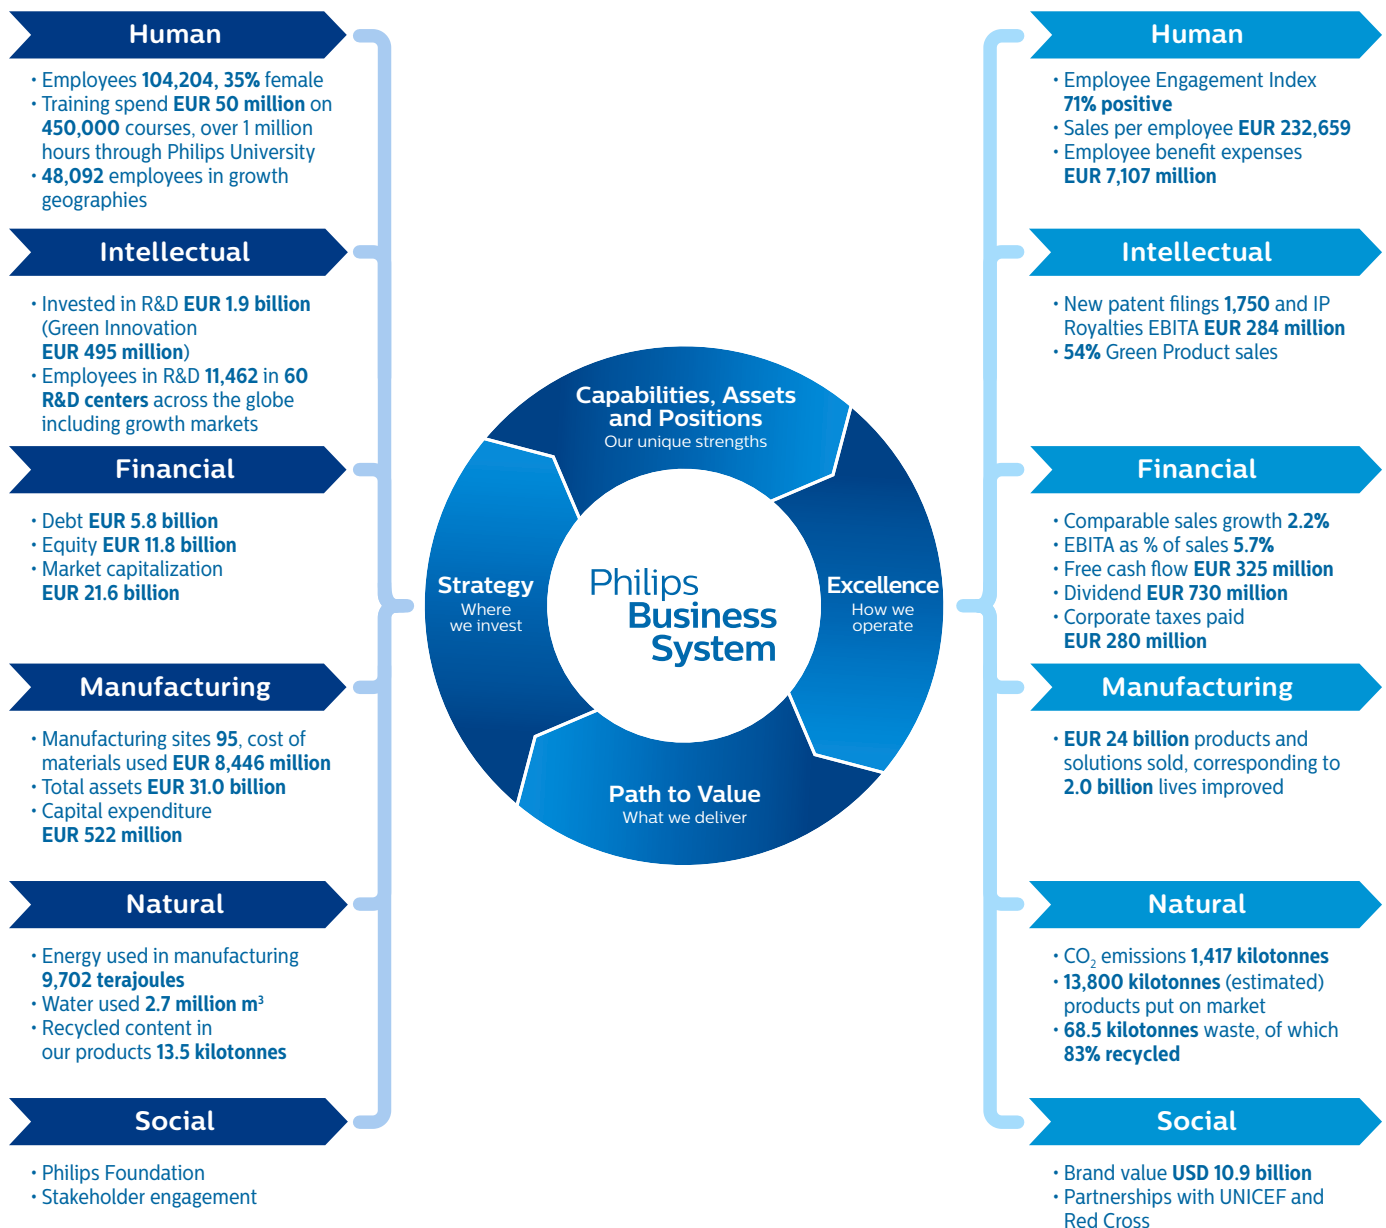 Human
• Employees 104,204, 35% female
• Training spend EUR 50 million on
450,000 courses, over 1 million
hours through Philips University
• 48,092 employees in growth
geographies
Intellectual
• Invested in R&D EUR 1.9 billion
(Green Innovation
EUR 495 million)
• Employees in R&D 11,462 in 60
R&D centers across the globe
including growth markets
Financial
• Debt EUR 5.8 billion
• Equity EUR 11.8 billion
• Market capitalization
EUR 21.6 billion
Manufacturing
• Manufacturing sites 95, cost of
materials used EUR 8,446 million
• Total assets EUR 31.0 billion
• Capital expenditure
EUR 522 million
Natural
• Energy used in manufacturing
9,702 terajoules
• Water used 2.7 million m³
• Recycled content in
our products 13.5 kilotonnes
Social
• Philips Foundation
• Stakeholder engagement
Capabilities, Assets
and Positions
Our unique strengths
Strategy
Where
we invest
Philips
Business
System
Excellence
How we
operate
Path to Value
What we deliver
Human
• Employee Engagement Index
71% positive
• Sales per employee EUR 232,659
• Employee benefit expenses
EUR 7,107 million
Intellectual
• New patent filings 1,750 and IP
Royalties EBITA EUR 284 million
• 54% Green Product sales
Financial
• Comparable sales growth 2.2%
• EBITA as % of sales 5.7%
• Free cash flow EUR 325 million
• Dividend EUR 730 million
• Corporate taxes paid
EUR 280 million
Manufacturing
• EUR 24 billion products and
solutions sold, corresponding to
2.0 billion lives improved
Natural
• CO₂ emissions 1,417 kilotonnes
• 13,800 kilotonnes (estimated)
products put on market
• 68.5 kilotonnes waste, of which
83% recycled
Social
• Brand value USD 10.9 billion
• Partnerships with UNICEF and
Red Cross